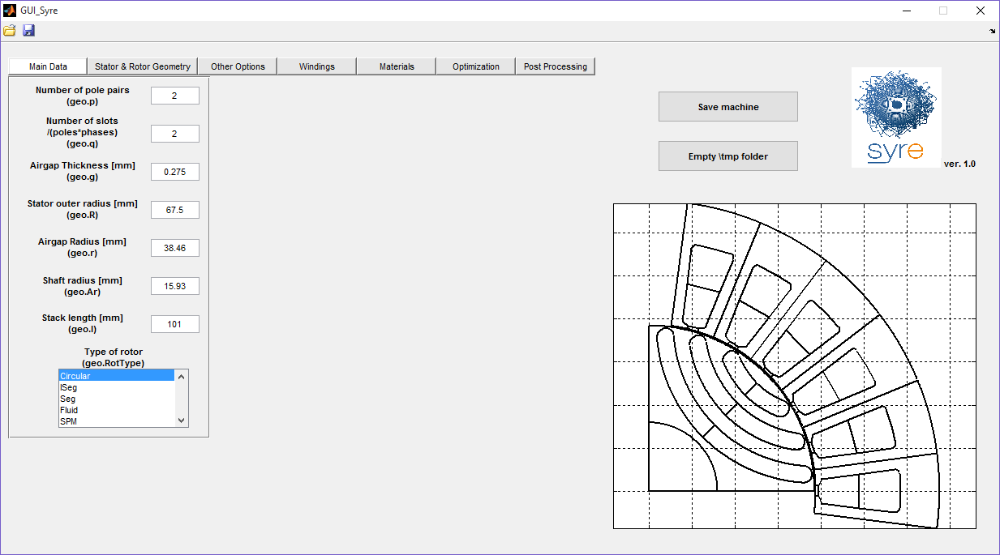 GUI_Syre
Main Data
Stator & Rotor Geometry
Other Options
Windings
Materials
Optimization
Post Processing
Number of pole pairs
(geo.p)
2
Number of slots
/(poles*phases)
(geo.q)
2
Airgap Thickness [mm]
(geo.g)
0.275
Stator outer radius [mm]
(geo.R)
67.5
Airgap Radius [mm]
(geo.r)
38.46
Shaft radius [mm]
(geo.Ar)
15.93
Stack length [mm]
(geo.l)
101
Type of rotor
(geo.RotType)
Circular
ISeg
Seg
Fluid
SPM
Save machine
Empty \tmp folder
syre
ver. 1.0